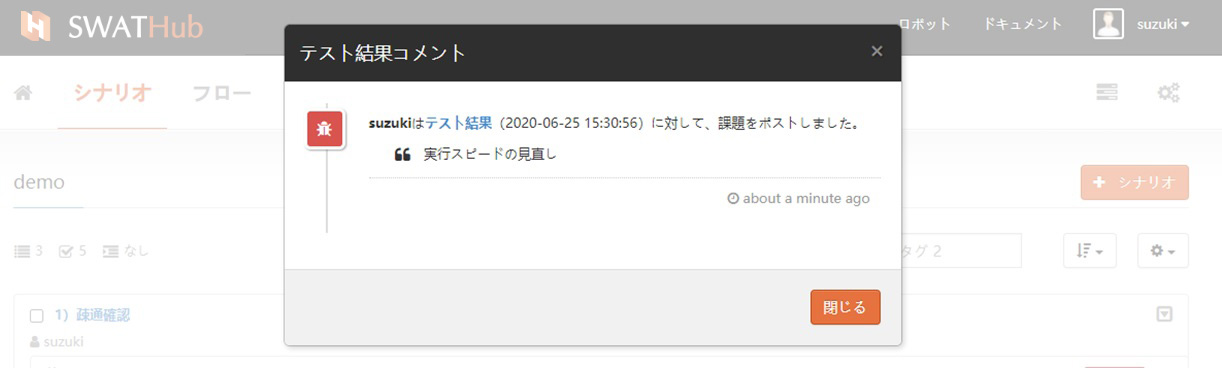 SWATHub
ロボット
ドキュメント
suzuki
テスト結果コメント
×
シナリオ
フロー
suzukiはテスト結果（2020-06-25 15:30:56）に対して、課題をポストしました。
実行スピードの見直し
about a minute ago
demo
シナリオ
3
5
なし
タグ 2
閉じる
1）疎通確認
suzuki